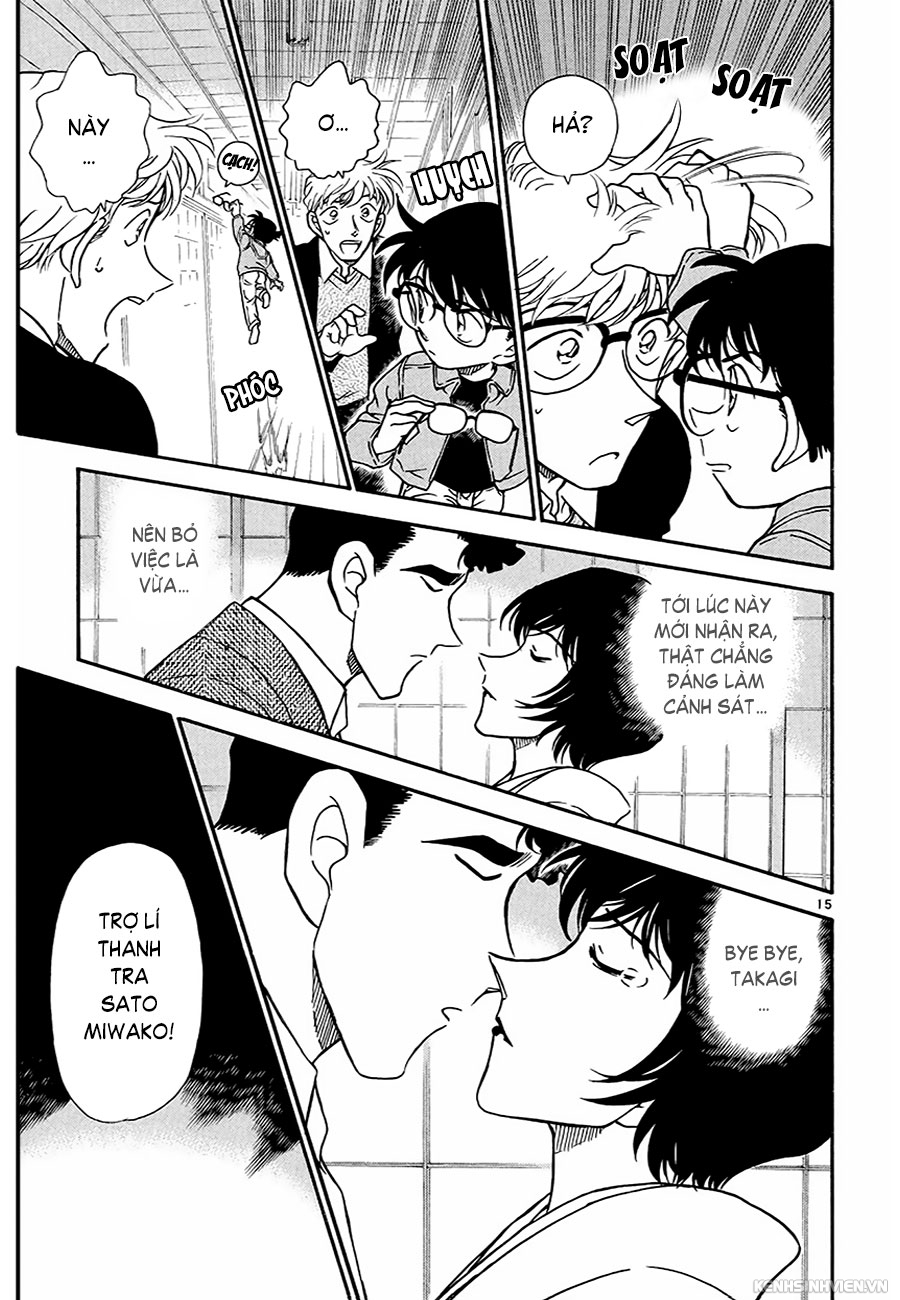 SOẠT
SOẠT
HẢ?
Ơ...
HUỴCH
NÀY
...
CẠCH!
PHÓC
TỚI LÚC NÀY
MỚI NHẬN RA,
THẬT CHẲNG
ĐÁNG LÀM
CẢNH SÁT...
NÊN BỎ
VIỆC LÀ
VỪA...
15
BYE BYE,
TAKAGI
...
TRỢ LÍ
THANH
TRA
SATO
MIWAKO!
KENHSINHVIEN.VN